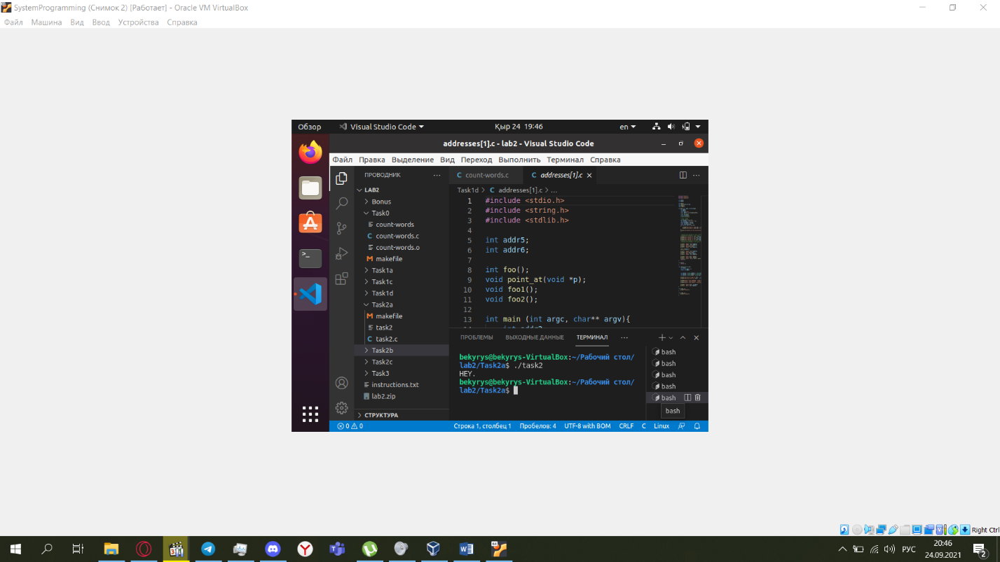 SystemProgramming (Снимок 2) [Работает] - Oracle VM VirtualBox
Файл Машина Вид Ввод Устройства Справка
Обзор Visual Studio Code Қыр 24 19:46 en
addresses[1].c - lab2 - Visual Studio Code
Файл Правка Выделение Вид Переход Выполнить Терминал Справка
ПРОВОДНИК
LAB2
Bonus
Task0
count-words
C count-words.c
count-words.o
M makefile
Task1a
Task1c
Task1d
Task2a
M makefile
task2
C task2.c
Task2b
Task2c
Task3
instructions.txt
lab2.zip
СТРУКТУРА
C count-words.c C addresses[1].c
Task1d > C addresses[1].c > ...
1 #include <stdio.h>
2 #include <string.h>
3 #include <stdlib.h>
4
5 int addr5;
6 int addr6;
7
8 int foo();
9 void point_at(void *p);
10 void foo1();
11 void foo2();
12
13 int main (int argc, char** argv){
ПРОБЛЕМЫ ВЫХОДНЫЕ ДАННЫЕ ТЕРМИНАЛ
bekyrys@bekyrys-VirtualBox:~/Рабочий стол/
lab2/Task2a$ ./task2
HEY.
bekyrys@bekyrys-VirtualBox:~/Рабочий стол/
lab2/Task2a$
bash
bash
bash
bash
bash
bash
0 0 Строка 1, столбец 1 Пробелов: 4 UTF-8 with BOM CRLF C Linux
Right Ctrl
РУС
20:46
24.09.2021
2